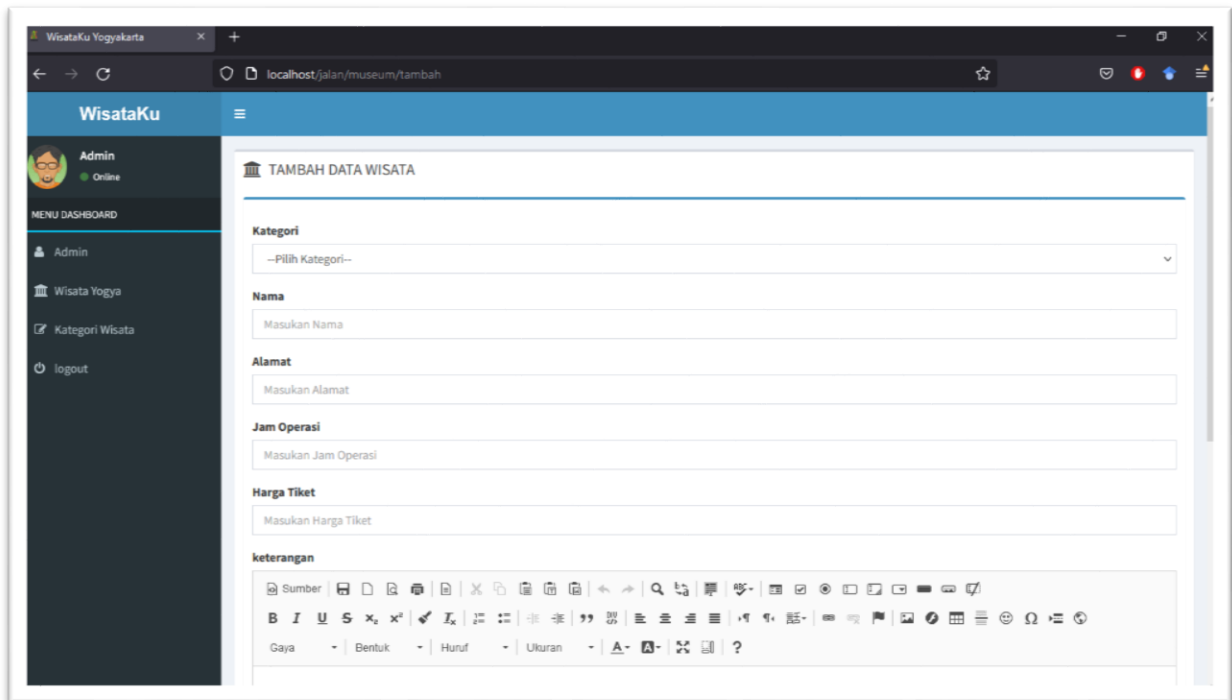 WisataKu Yogyakarta
localhost/jalan/museum/tambah
WisataKu
Admin
Online
MENU DASHBOARD
Admin
Wisata Yogya
Kategori Wisata
logout
TAMBAH DATA WISATA
Kategori
--Pilih Kategori--
Nama
Masukan Nama
Alamat
Masukan Alamat
Jam Operasi
Masukan Jam Operasi
Harga Tiket
Masukan Harga Tiket
keterangan
Sumber
B I U S x₂ x²
Gaya Bentuk Huruf Ukuran A A ?